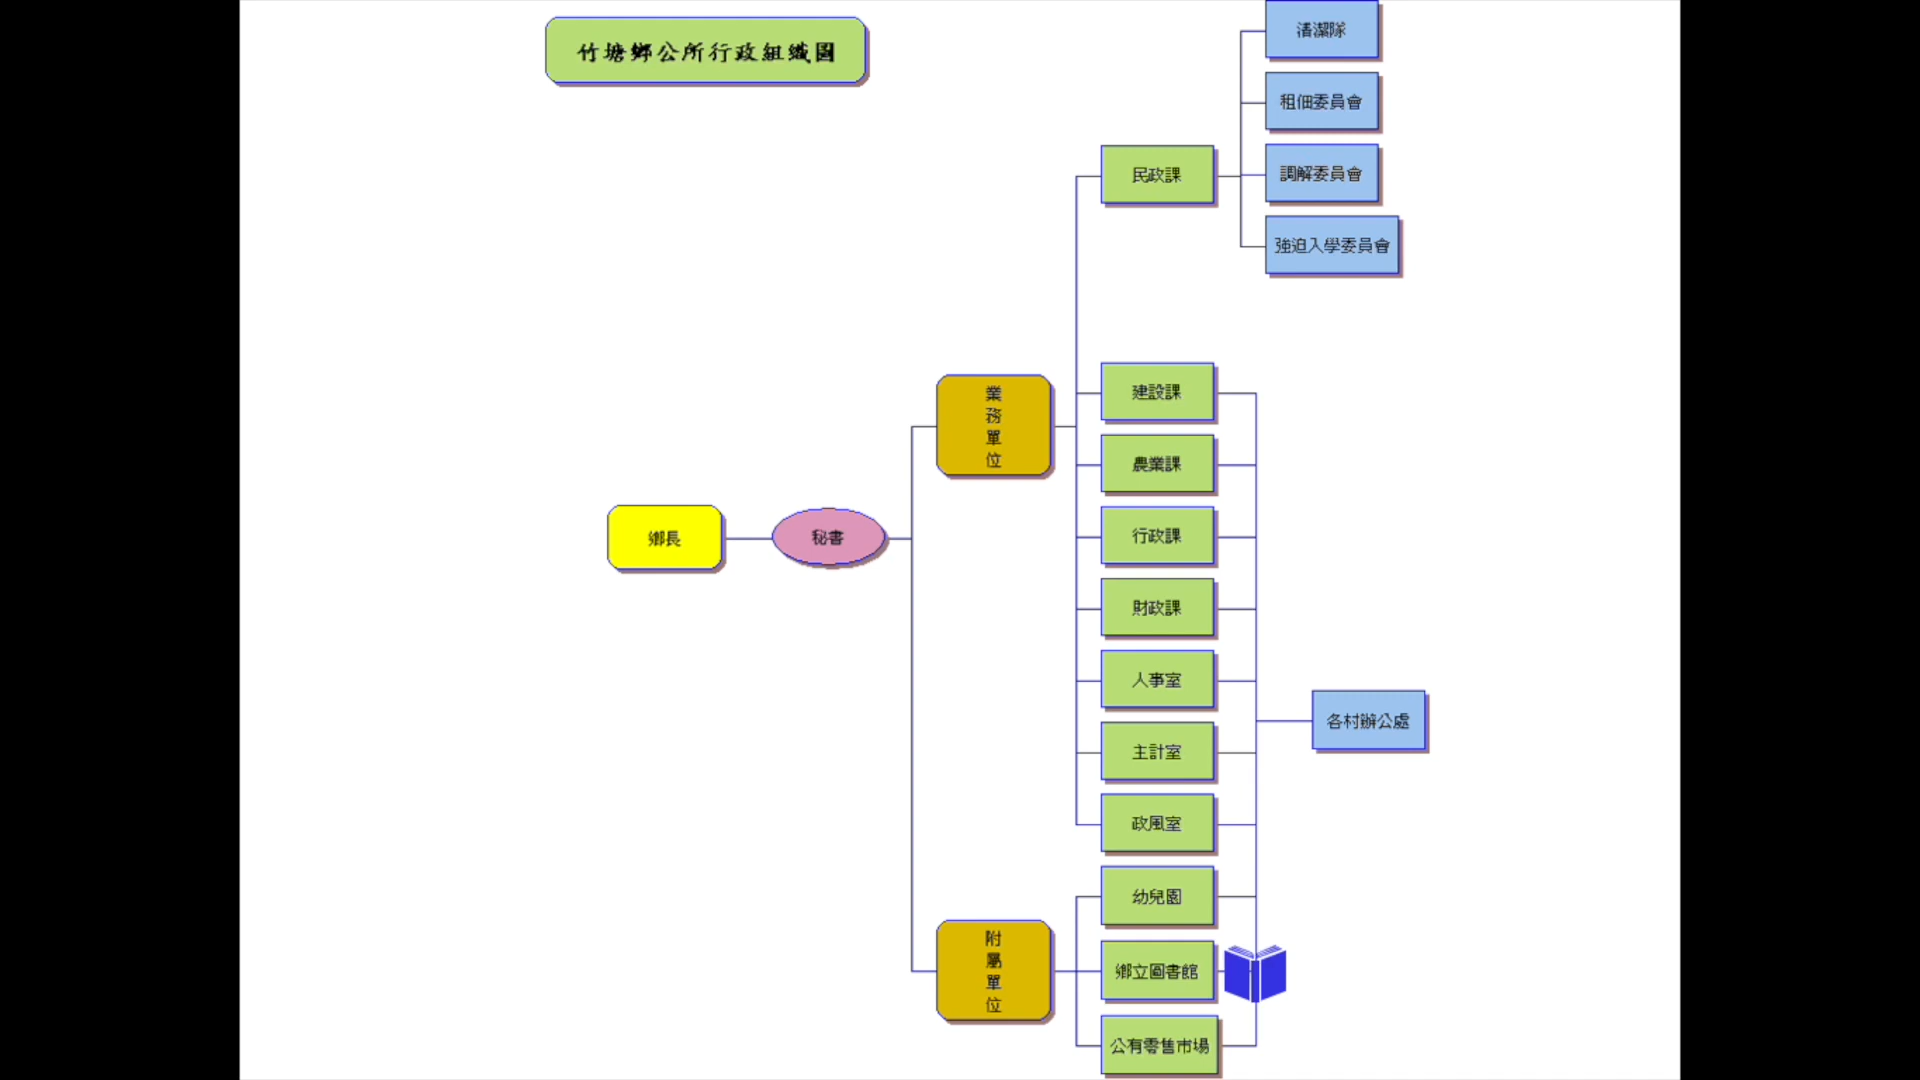 竹塘鄉公所行政組織圖
清潔隊
租佃委員會
民政課
調解委員會
強迫入學委員會
業
務
單
位
建設課
農業課
行政課
鄉長
秘書
財政課
人事室
各村辦公處
主計室
政風室
幼兒園
附
屬
單
位
鄉立圖書館
公有零售市場